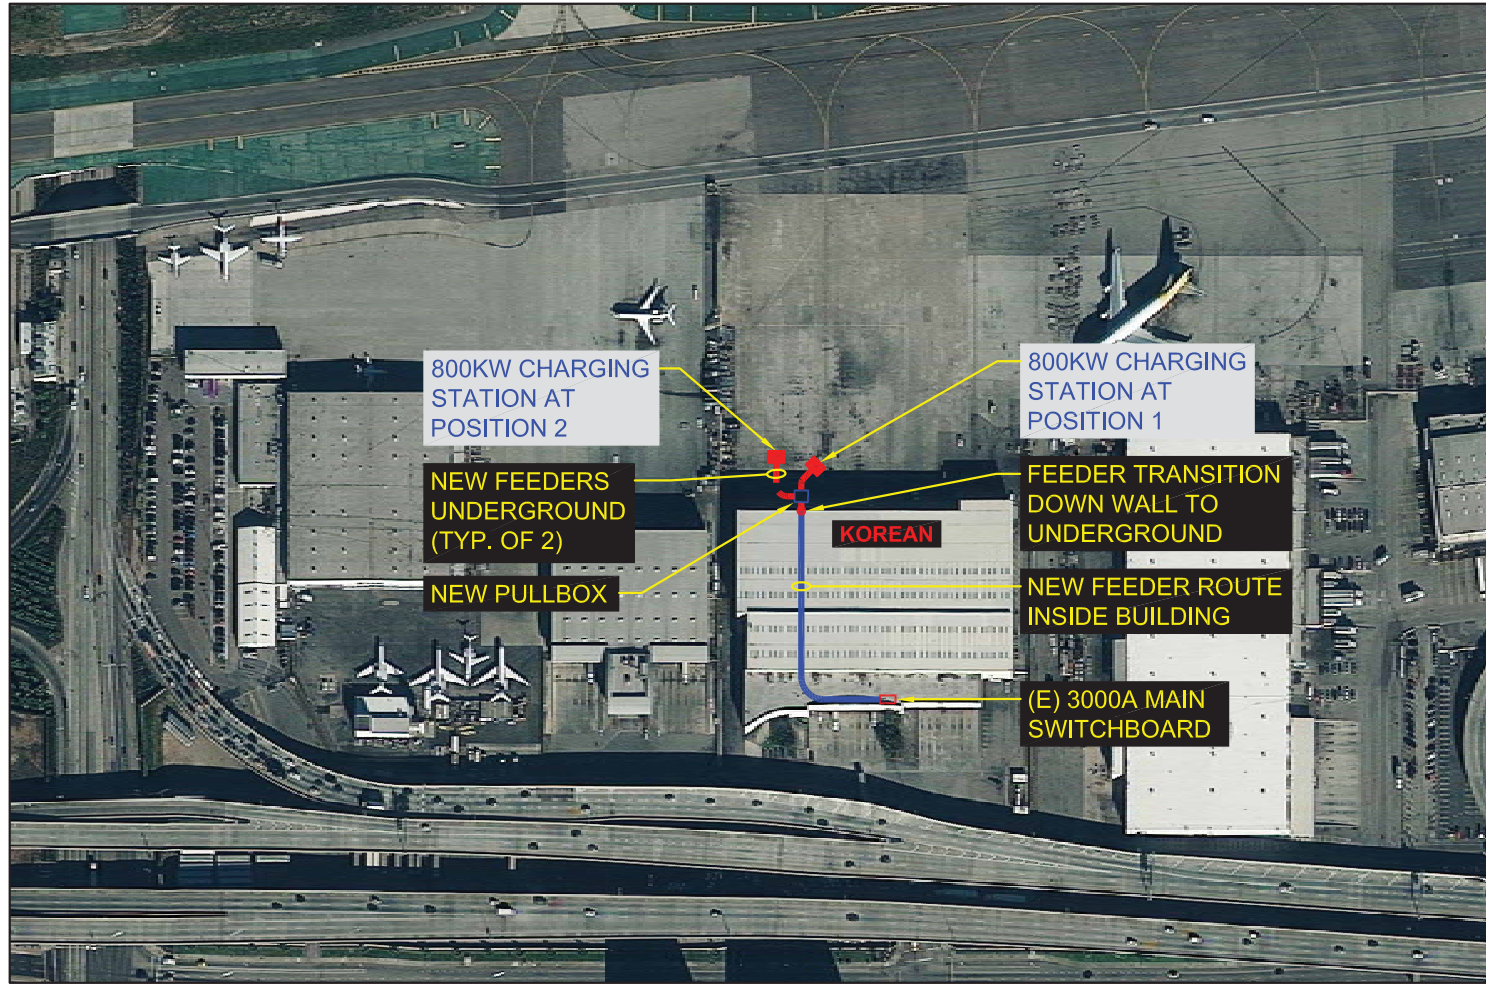 800KW CHARGING
STATION AT
POSITION 2
NEW FEEDERS
UNDERGROUND
(TYP. OF 2)
NEW PULLBOX
KOREAN
800KW CHARGING
STATION AT
POSITION 1
FEEDER TRANSITION
DOWN WALL TO
UNDERGROUND
NEW FEEDER ROUTE
INSIDE BUILDING
(E) 3000A MAIN
SWITCHBOARD